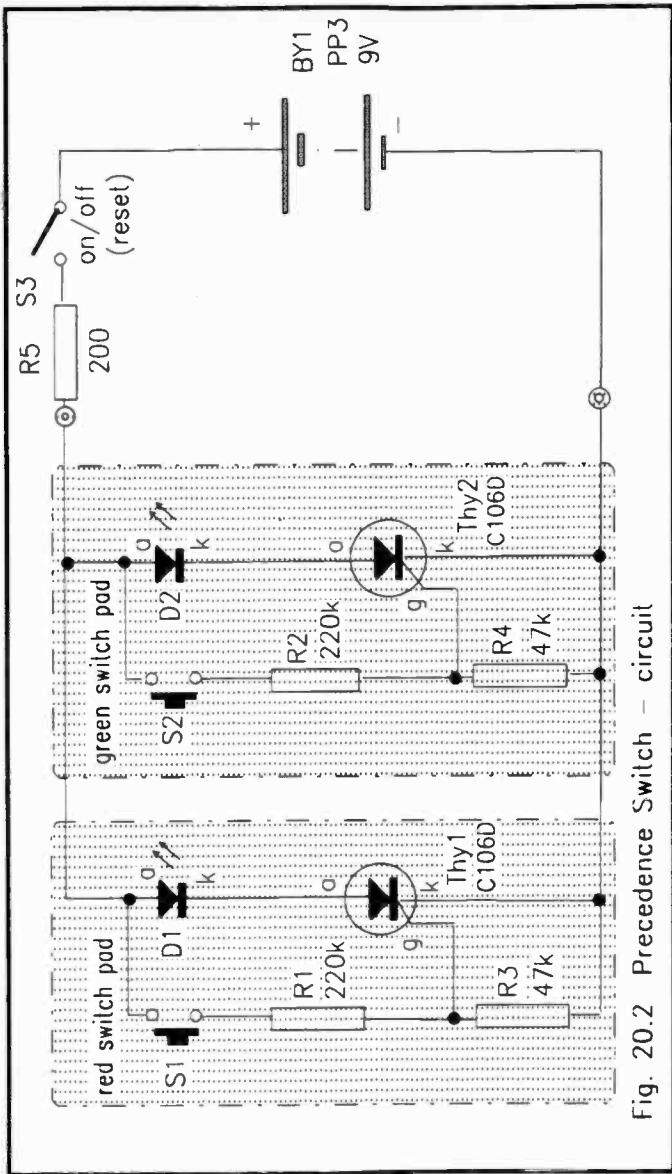 red switch pad
S1
D1
a
k
R1
220k
a
k
g
Thy1
C106D
R3
47k
green switch pad
S2
D2
a
k
R2
220k
a
k
g
Thy2
C106D
R4
47k
R5
200
S3
on/off
(reset)
+
−
BY1
PP3
9V
Fig. 20.2 Precedence Switch – circuit